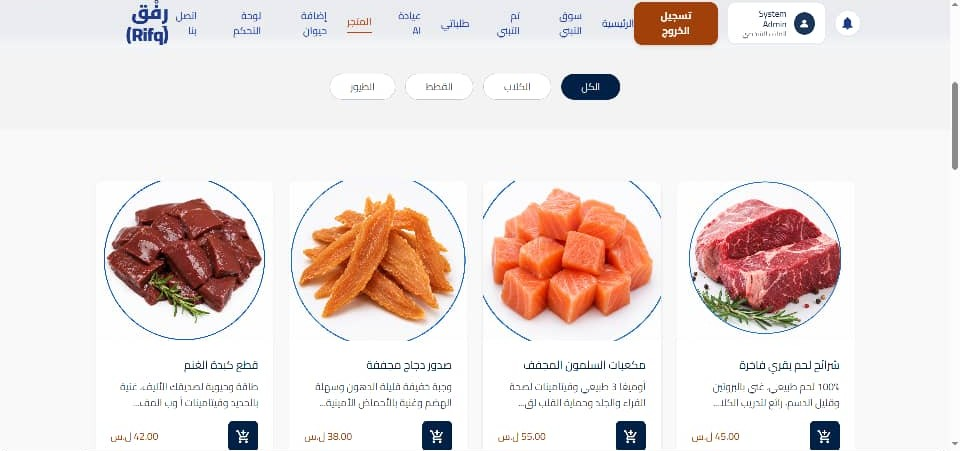 System
Admin
الملف الشخصي
تسجيل
الخروج
الرئيسية
سوق
التبني
تم
التبني
طلباتي
عيادة
AI
المتجر
إضافة
حيوان
لوحة
التحكم
اتصل
بنا
رفْق
(Rifq)
الكل
الكلاب
القطط
الطيور
شرائح لحم بقري فاخرة
100% لحم طبيعي، غني بالبروتين
وقليل الدسم، رائع لتدريب الكلا...
45.00 ل.س
مكعبات السلمون المجفف
أوميغا 3 طبيعي وفيتامينات لصحة
الفراء والجلد وحماية القلب لق...
55.00 ل.س
صدور دجاج مجففة
وجبة خفيفة قليلة الدهون وسهلة
الهضم وغنية بالأحماض الأمينية...
38.00 ل.س
قطع كبدة الغنم
طاقة وحيوية لصديقك الأليف، غنية
بالحديد وفيتامينات أ وب المف...
42.00 ل.س